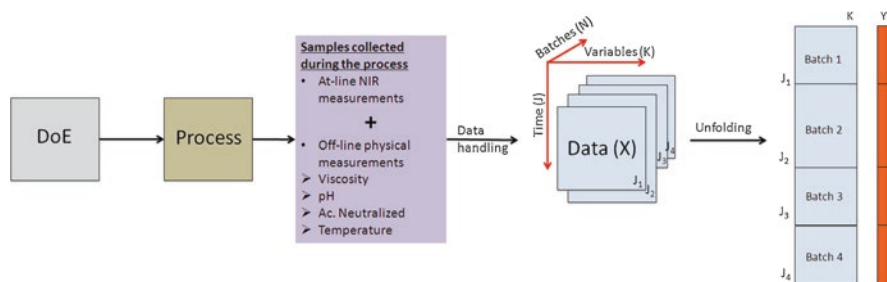 DoE
Process
Samples collected
during the process
• At-line NIR
measurements
+
• Off-line physical
measurements
➢ Viscosity
➢ pH
➢ Ac. Neutralized
➢ Temperature
Data
handling
Batches (N)
Variables (K)
Time (J)
Data (X)
J1
J2
J3
J4
Unfolding
K
Y
Batch 1
J1
Batch 2
J2
Batch 3
J3
Batch 4
J4